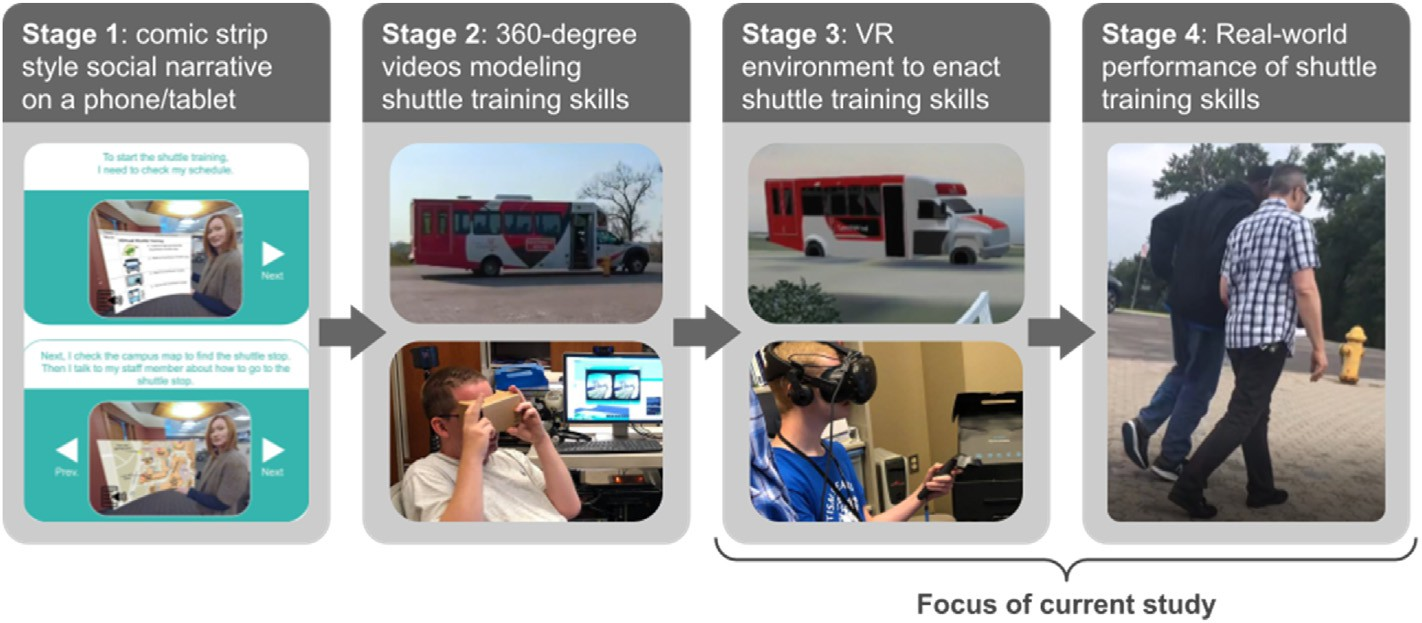 Stage 1: comic strip
style social narrative
on a phone/tablet
To start the shuttle training,
I need to check my schedule.
Next
Next, I check the campus map to find the shuttle stop.
Then I talk to my staff member about how to go to the
shuttle stop.
Prev.
Next
Stage 2: 360-degree
videos modeling
shuttle training skills
Stage 3: VR
environment to enact
shuttle training skills
Stage 4: Real-world
performance of shuttle
training skills
Focus of current study